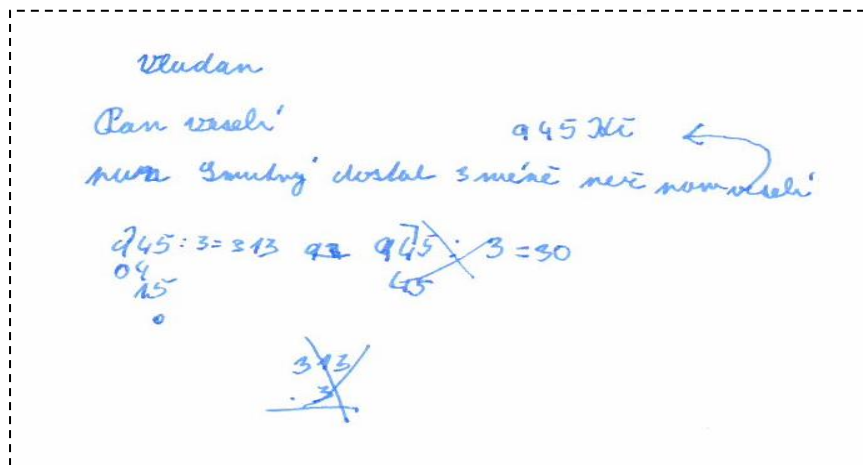 Vludan
Pan veselí 945 Kč
pan Smutný dostal 3 méně než pan veselí
945 : 3 = 313 945 : 3 = 30
04 45
15
0
313
. 3